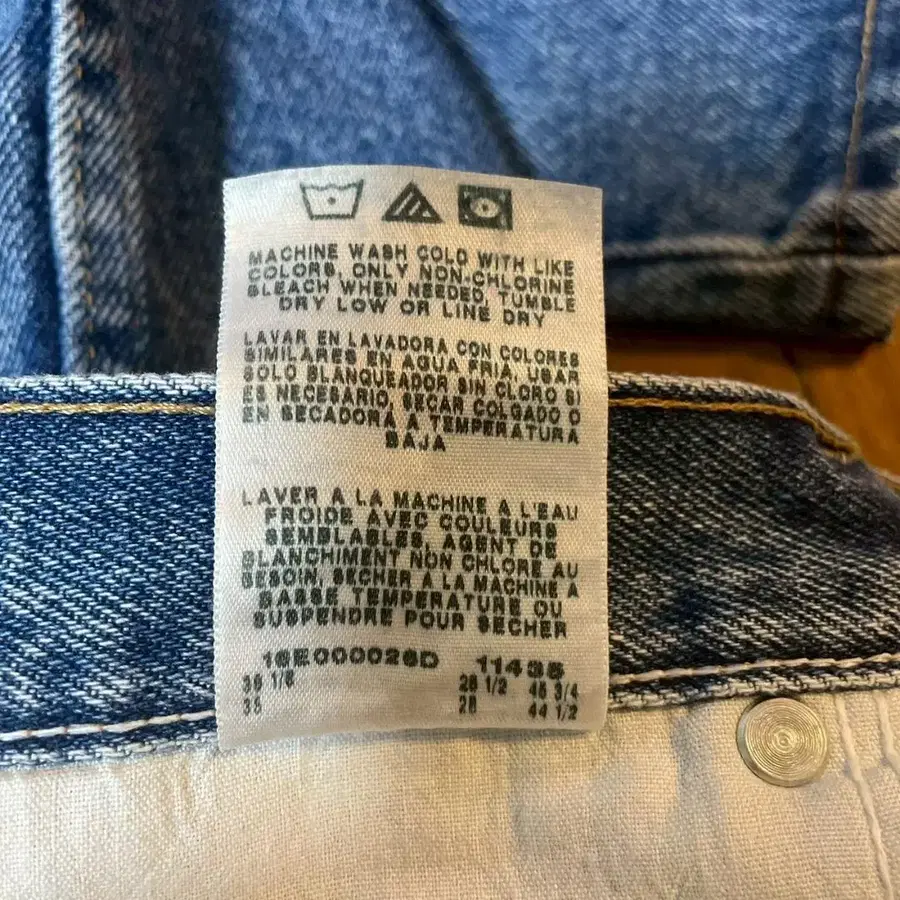 MACHINE WASH COLD WITH LIKE
COLORS, ONLY NON-CHLORINE
BLEACH WHEN NEEDED, TUMBLE
DRY LOW OR LINE DRY
LAVAR EN LAVADORA CON COLORES
SIMILARES EN AGUA FRIA, USAR
SOLO BLANQUEADOR SIN CLORO SI
ES NECESARIO, SECAR COLGADO O
EN SECADORA A TEMPERATURA
BAJA
LAVER A LA MACHINE A L'EAU
FROIDE AVEC COULEURS
SEMBLABLES, AGENT DE
BLANCHIMENT NON CHLORE AU
BESOIN, SECHER A LA MACHINE A
BASSE TEMPERATURE OU
SUSPENDRE POUR SECHER
11435
1/8 28 1/2 45 3/4
28 44 1/2